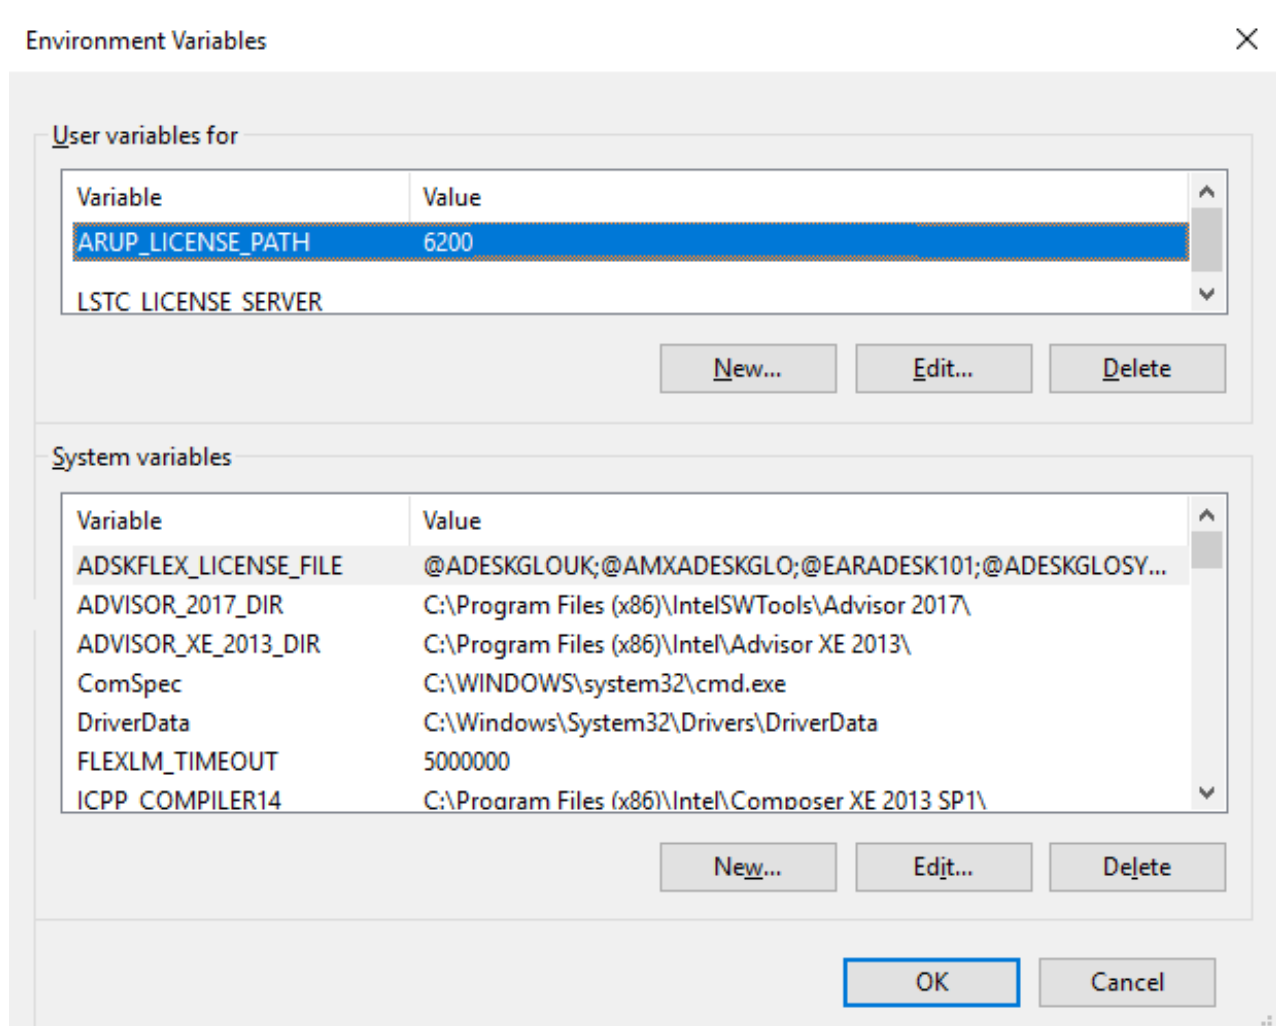 Environment Variables
User variables for
Variable Value
ARUP_LICENSE_PATH 6200
LSTC_LICENSE_SERVER
New... Edit... Delete
System variables
Variable Value
ADSKFLEX_LICENSE_FILE @ADESKGLOUK;@AMXADESKGLO;@EARADESK101;@ADESKGLOSY...
ADVISOR_2017_DIR C:\Program Files (x86)\IntelSWTools\Advisor 2017\
ADVISOR_XE_2013_DIR C:\Program Files (x86)\Intel\Advisor XE 2013\
ComSpec C:\WINDOWS\system32\cmd.exe
DriverData C:\Windows\System32\Drivers\DriverData
FLEXLM_TIMEOUT 5000000
ICPP_COMPILER14 C:\Program Files (x86)\Intel\Composer XE 2013 SP1\
New... Edit... Delete
OK Cancel